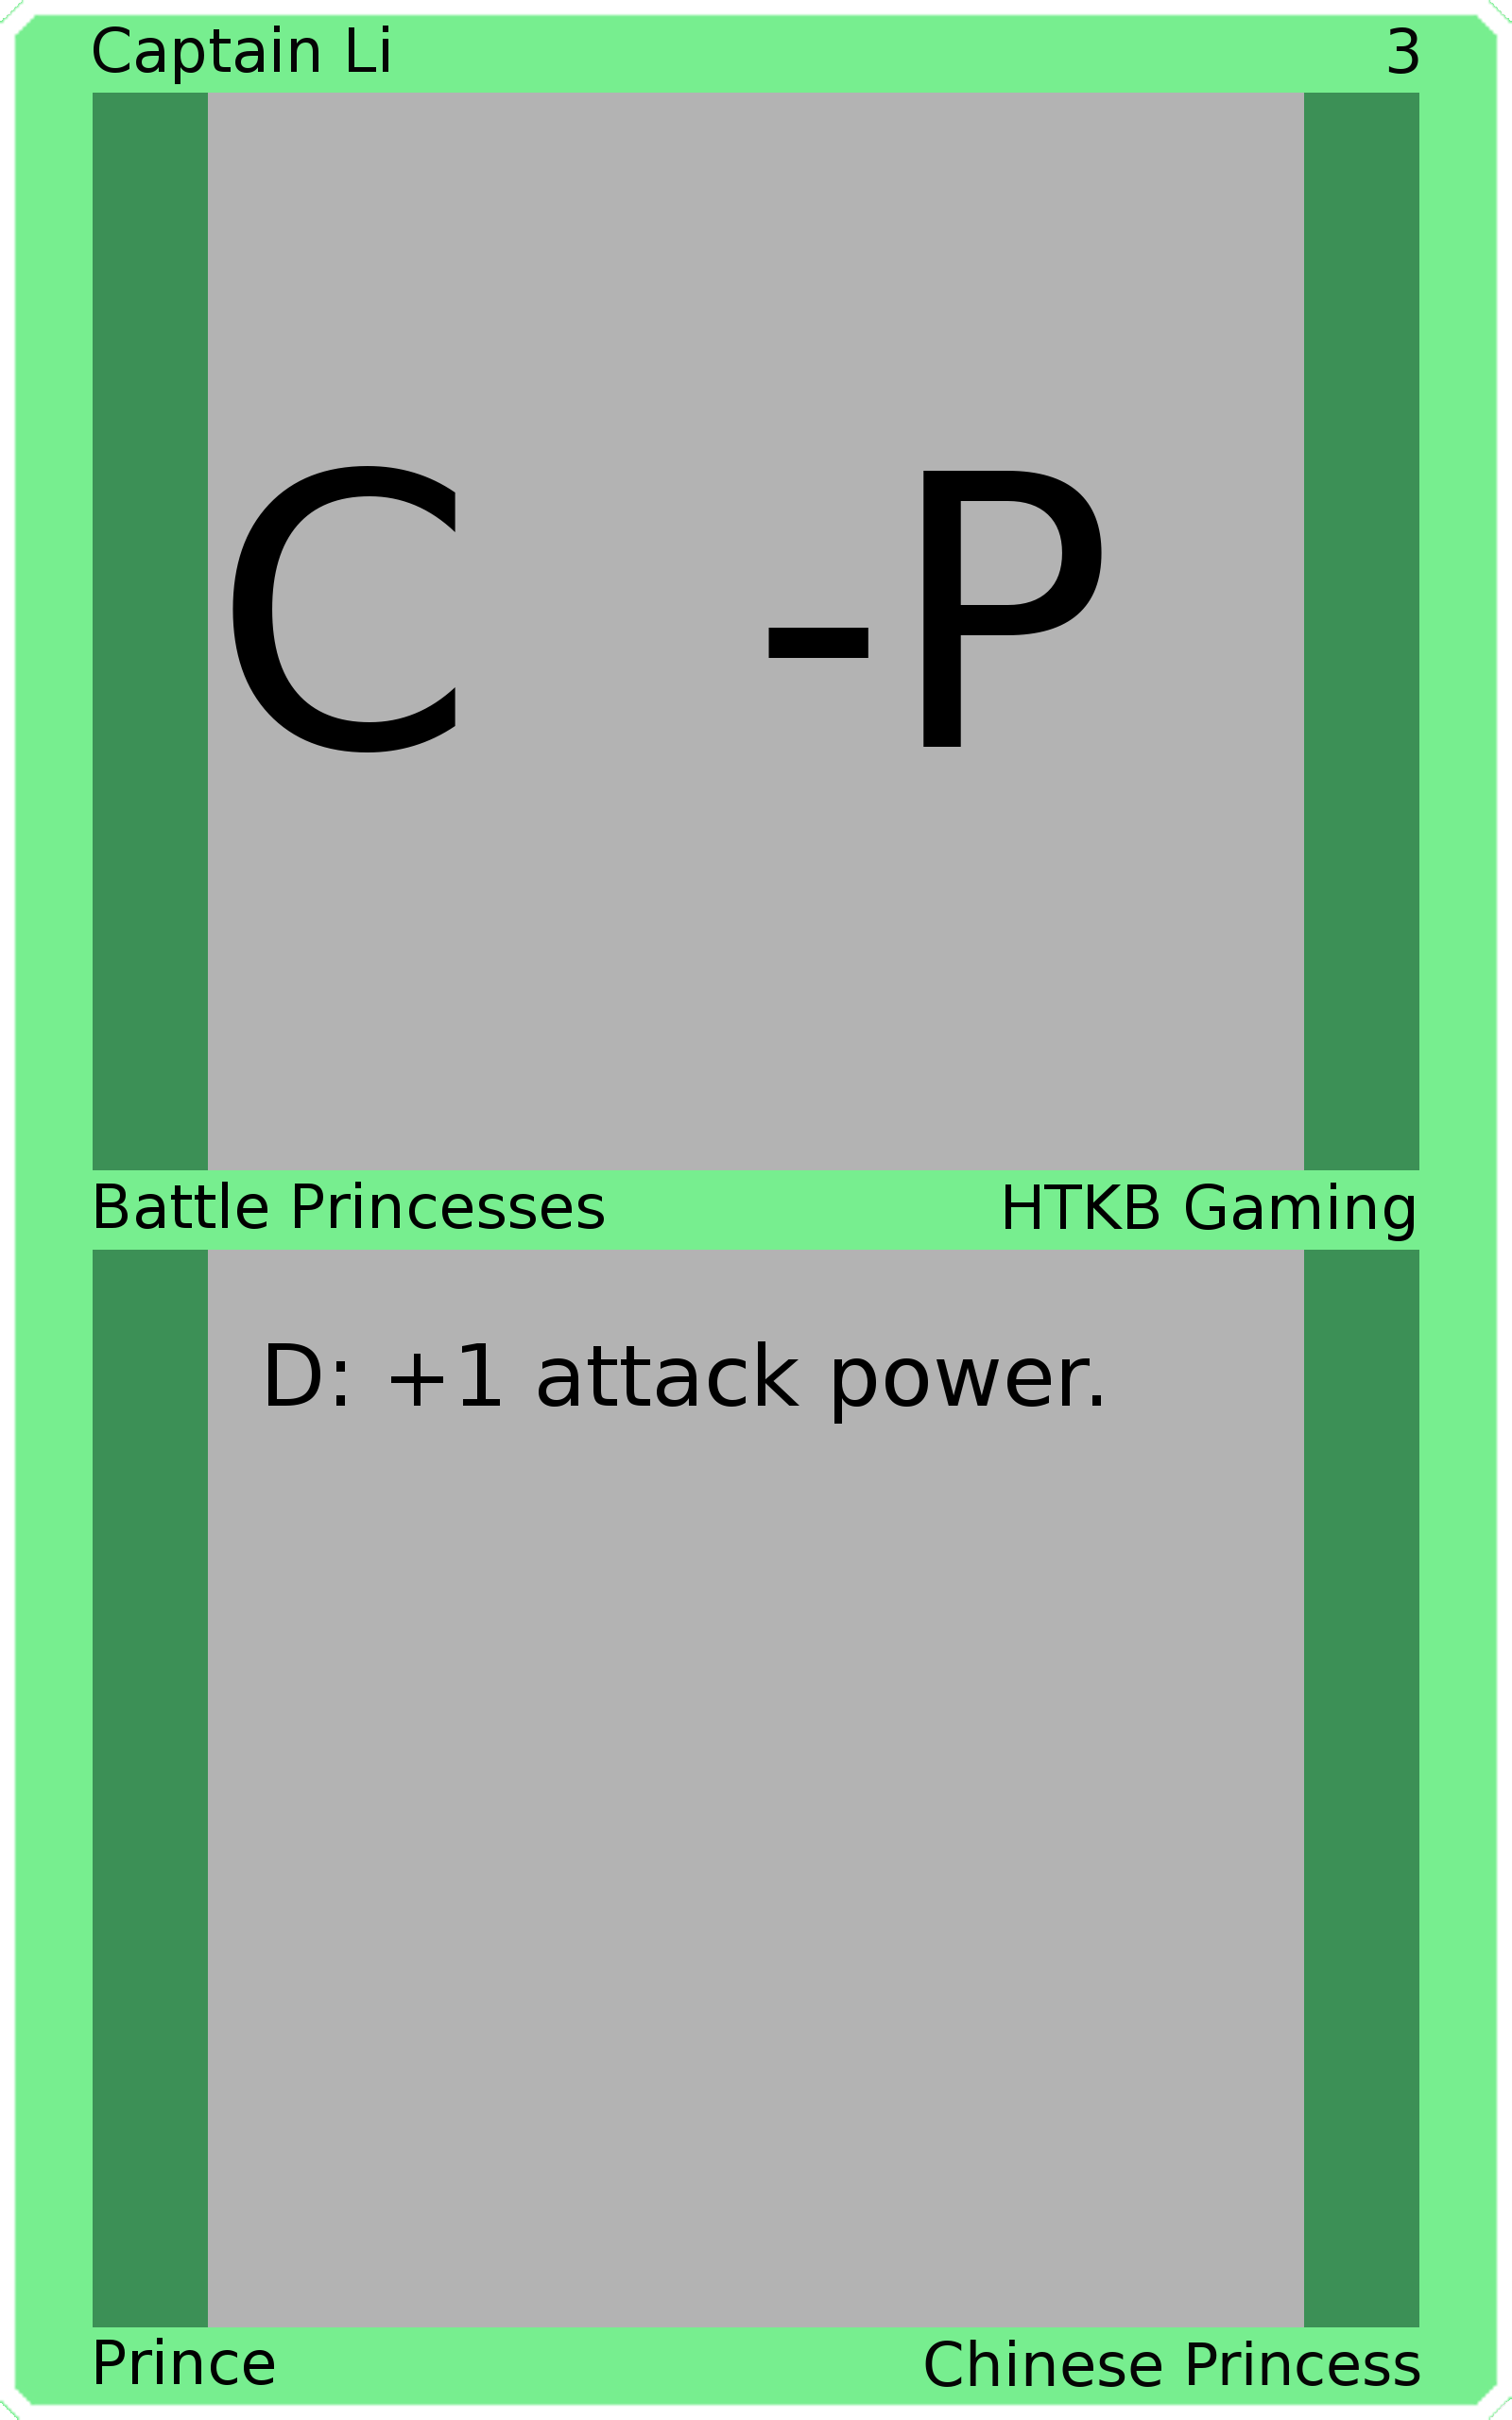 Captain Li 3
C -P
Battle Princesses HTKB Gaming
D: +1 attack power.
Prince Chinese Princess